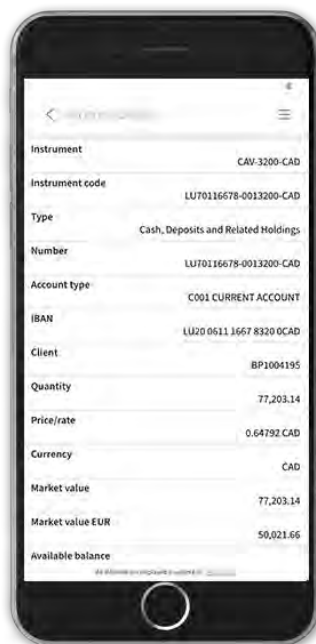 Instrument
CAV-3200-CAD
Instrument code
LU70116678-0013200-CAD
Type
Cash, Deposits and Related Holdings
Number
LU70116678-0013200-CAD
Account type
C001 CURRENT ACCOUNT
IBAN
LU20 0611 1667 8320 0CAD
Client
BP1004195
Quantity
77,203.14
Price/rate
0.64792 CAD
Currency
CAD
Market value
77,203.14
Market value EUR
50,021.66
Available balance